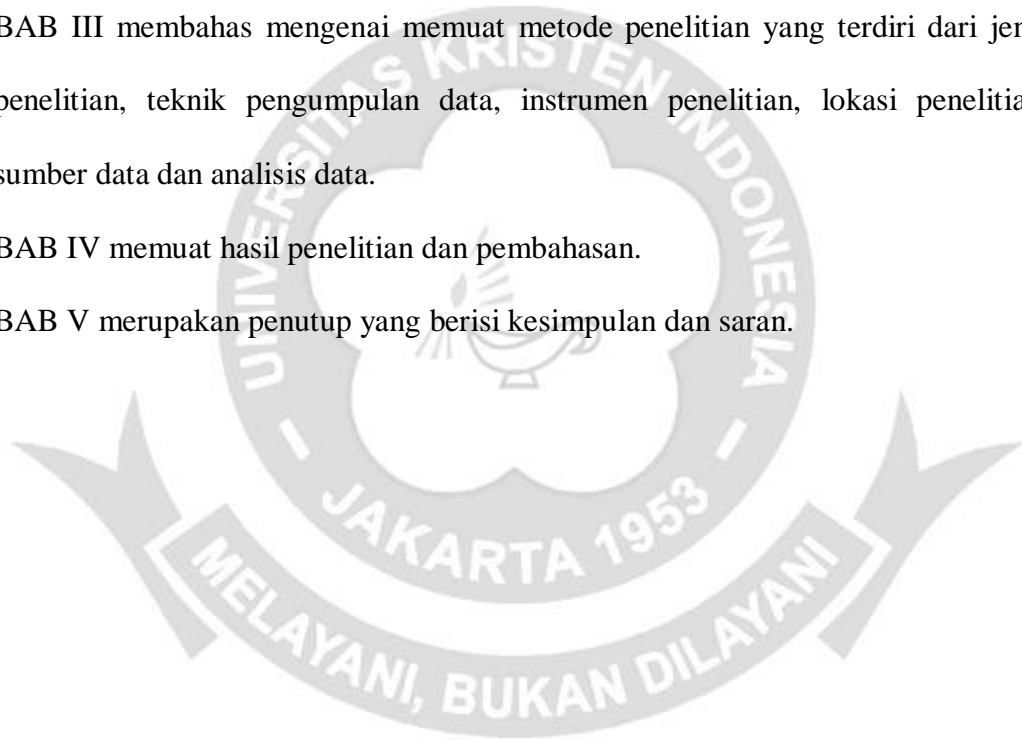 BAB III membahas mengenai memuat metode penelitian yang terdiri dari
penelitian, teknik pengumpulan data, instrumen penelitian, lokasi penelitia
sumber data dan analisis data.
BAB IV memuat hasil penelitian dan pembahasan.
BAB V merupakan penutup yang berisi kesimpulan dan saran.
UNIVERSITAS KRISTEN INDONESIA
JAKARTA 1953
MELAYANI, BUKAN DILAYANI